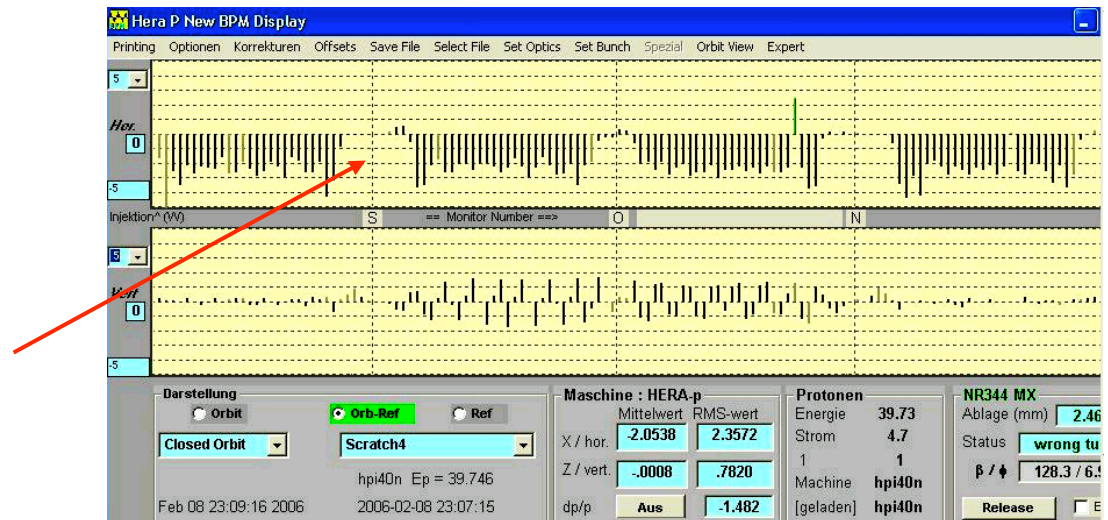 Hera P New BPM Display
Printing Optionen Korrekturen Offsets Save File Select File Set Optics Set Bunch Spezial Orbit View Expert
5
Hor.
0
-5
Injektion^ (W) S == Monitor Number ==> O N
5
Vert
0
-5
Darstellung
Orbit Orb-Ref Ref
Closed Orbit Scratch4
hpi40n Ep = 39.746
Feb 08 23:09:16 2006 2006-02-08 23:07:15
Maschine : HERA-p
Mittelwert RMS-wert
X / hor. -2.0538 2.3572
Z / vert. -.0008 .7820
dp/p Aus -1.482
Protonen
Energie 39.73
Strom 4.7
1 1
Machine hpi40n
[geladen] hpi40n
NR344 MX
Ablage (mm) 2.46
Status wrong tu
β / ϕ 128.3 / 6.9
Release E